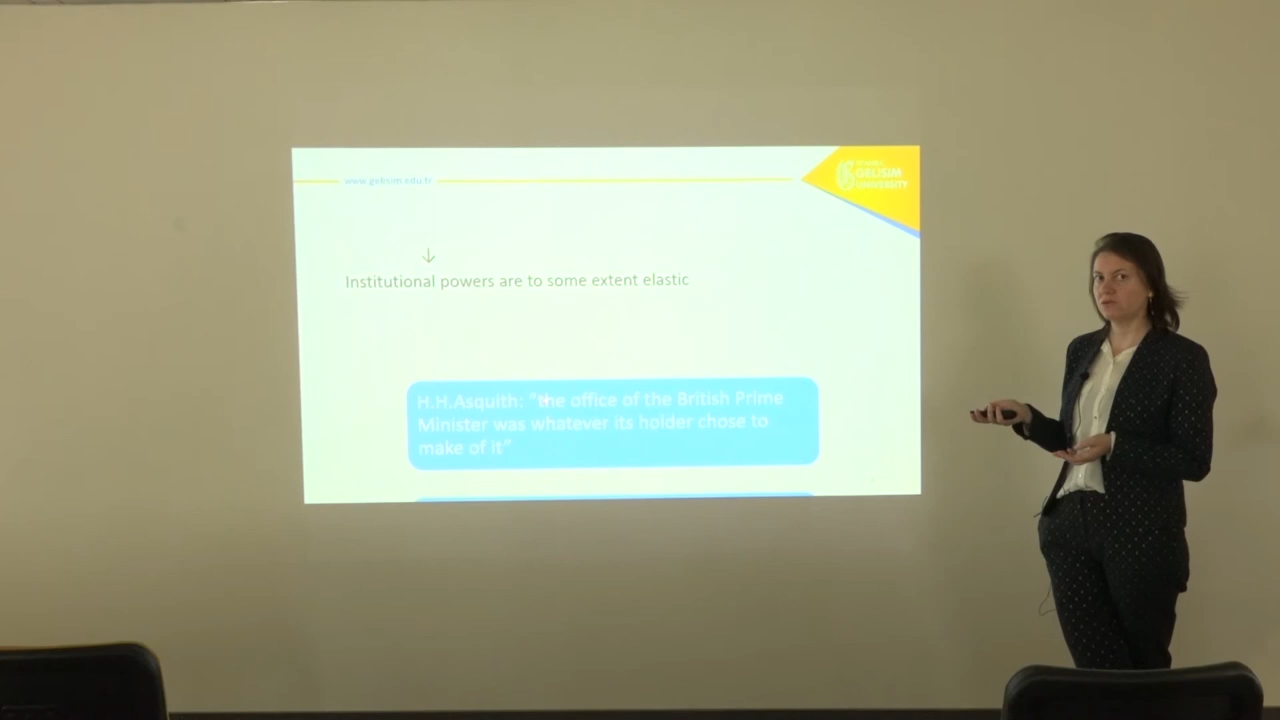 www.gelisim.edu.tr
ISTANBUL
GELISIM
UNIVERSITY
↓
Institutional powers are to some extent elastic
H.H.Asquith: "the office of the British Prime
Minister was whatever its holder chose to
make of it”